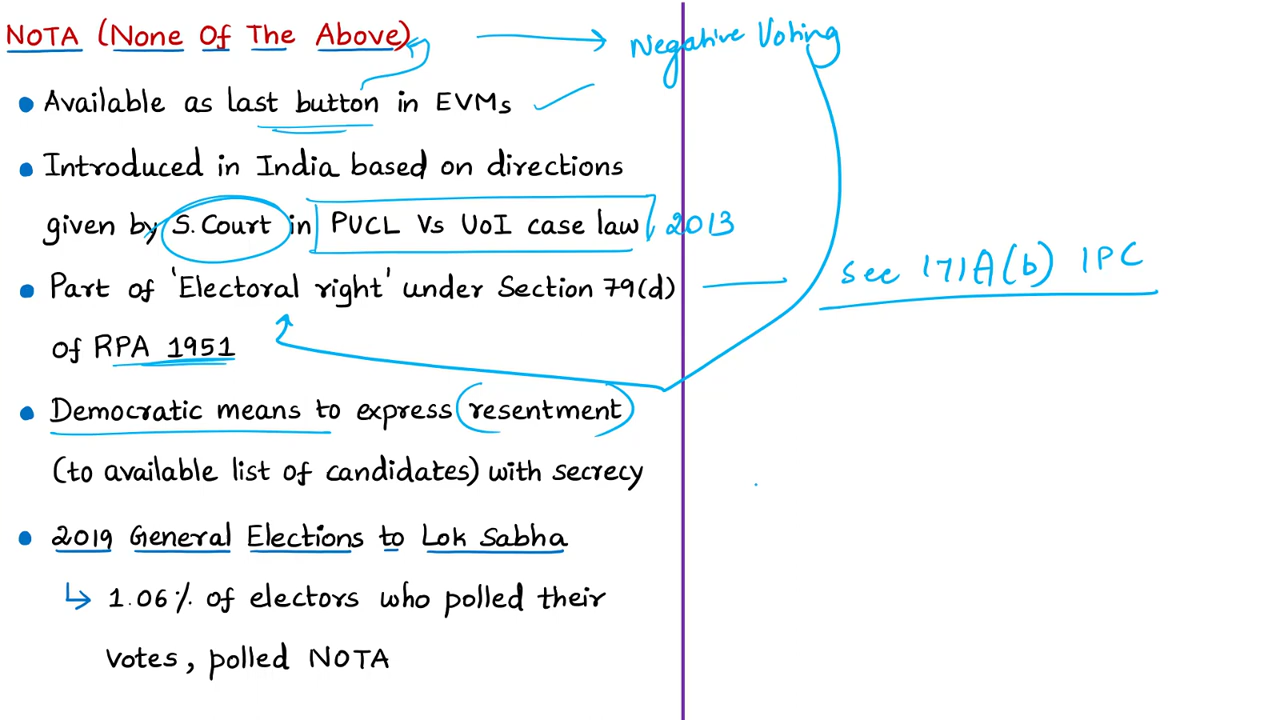 NOTA (None Of The Above) → Negative Voting
• Available as last button in EVMs
• Introduced in India based on directions
given by S. Court in PUCL Vs UoI case law, 2013
• Part of 'Electoral right' under Section 79(d)
See 171A(b) IPC
of RPA 1951
• Democratic means to express resentment
(to available list of candidates) with secrecy
• 2019 General Elections to Lok Sabha
↳ 1.06% of electors who polled their
votes, polled NOTA